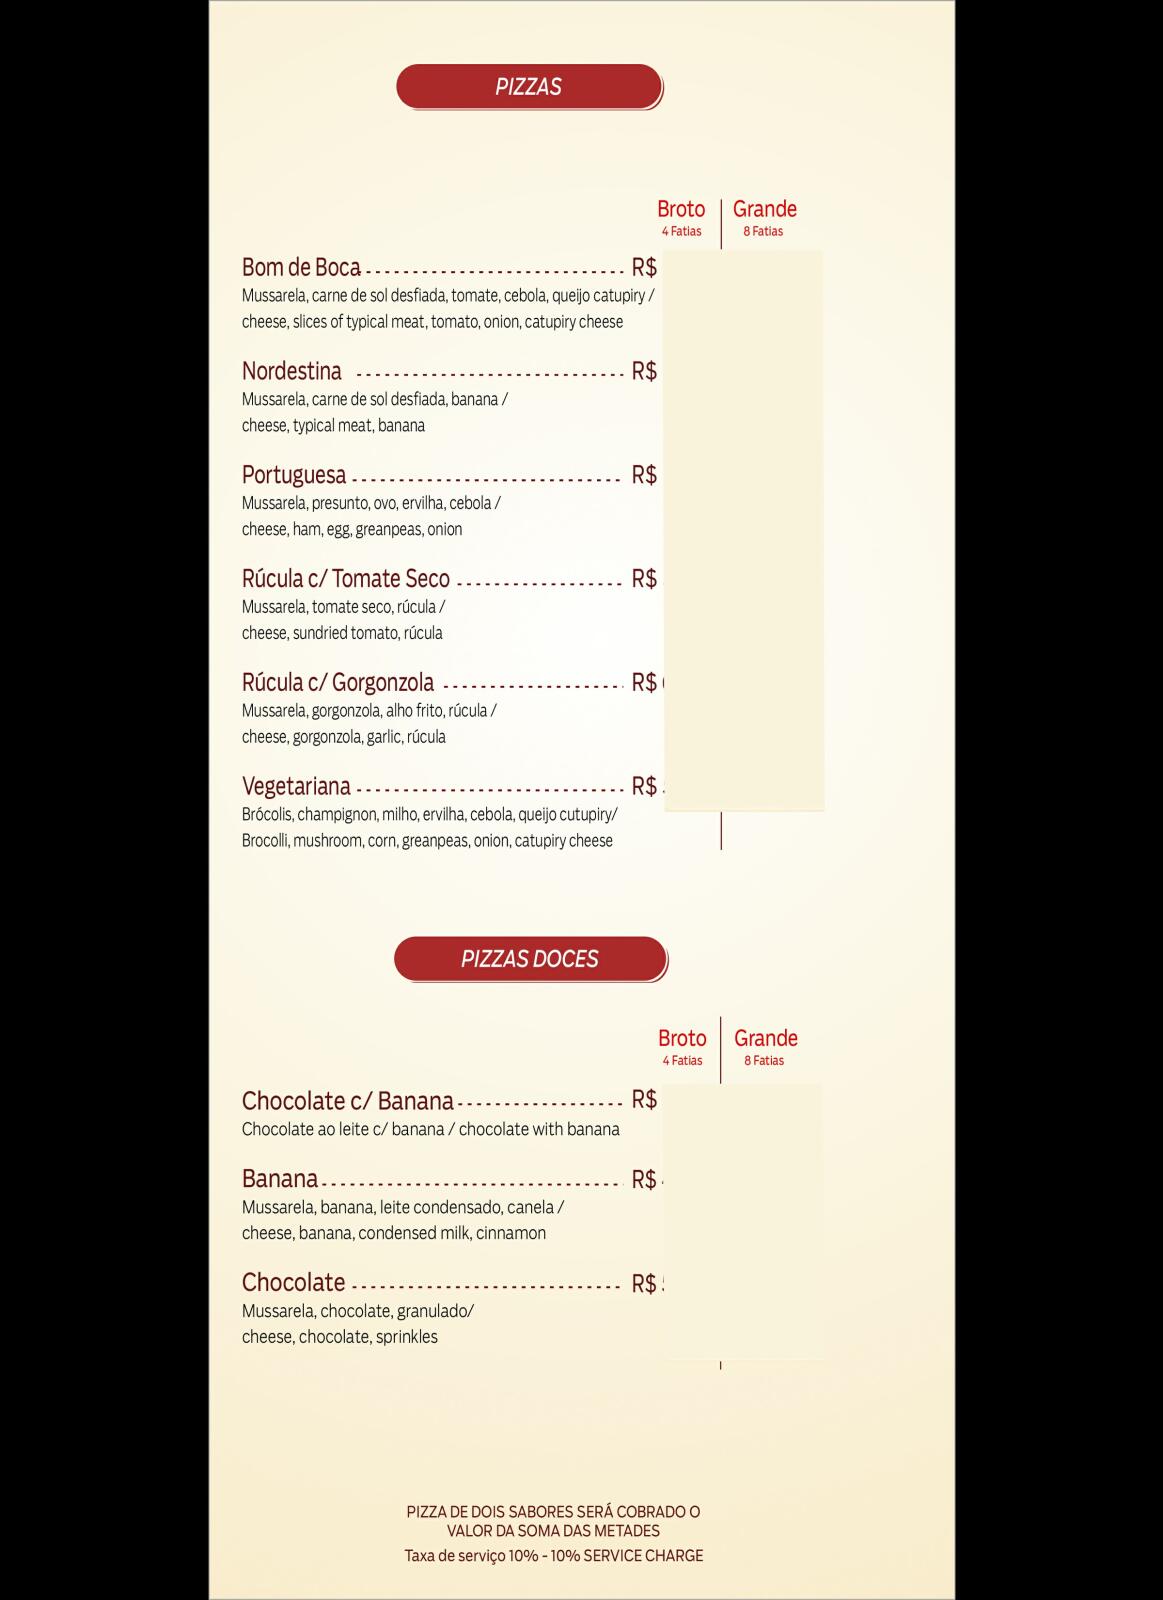 PIZZAS
Broto Grande
4 Fatias 8 Fatias
Bom de Boca R$
Mussarela, carne de sol desfiada, tomate, cebola, queijo catupiry /
cheese, slices of typical meat, tomato, onion, catupiry cheese
Nordestina R$
Mussarela, carne de sol desfiada, banana /
cheese, typical meat, banana
Portuguesa R$
Mussarela, presunto, ovo, ervilha, cebola /
cheese, ham, egg, greanpeas, onion
Rúcula c/ Tomate Seco R$
Mussarela, tomate seco, rúcula /
cheese, sundried tomato, rúcula
Rúcula c/ Gorgonzola R$
Mussarela, gorgonzola, alho frito, rúcula /
cheese, gorgonzola, garlic, rúcula
Vegetariana R$
Brócolis, champignon, milho, ervilha, cebola, queijo cutupiry/
Brocolli, mushroom, corn, greanpeas, onion, catupiry cheese
PIZZAS DOCES
Broto Grande
4 Fatias 8 Fatias
Chocolate c/ Banana R$
Chocolate ao leite c/ banana / chocolate with banana
Banana R$
Mussarela, banana, leite condensado, canela /
cheese, banana, condensed milk, cinnamon
Chocolate R$
Mussarela, chocolate, granulado/
cheese, chocolate, sprinkles
PIZZA DE DOIS SABORES SERÁ COBRADO O
VALOR DA SOMA DAS METADES
Taxa de serviço 10% - 10% SERVICE CHARGE